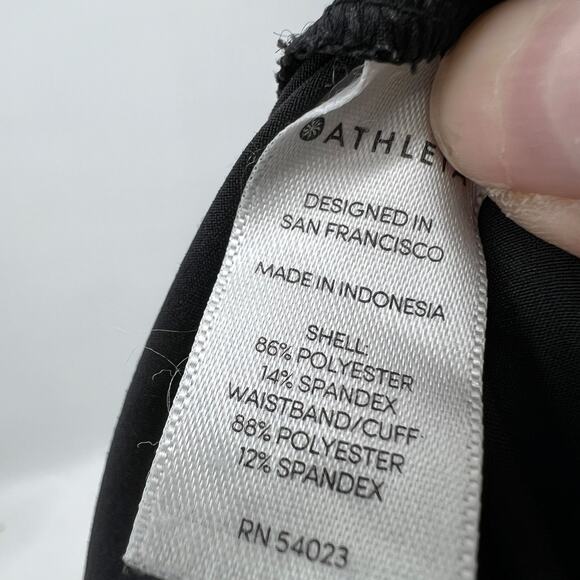 ATHLETA
DESIGNED IN
SAN FRANCISCO
MADE IN INDONESIA
SHELL:
86% POLYESTER
14% SPANDEX
WAISTBAND/CUFF
88% POLYESTER
12% SPANDEX
RN 54023